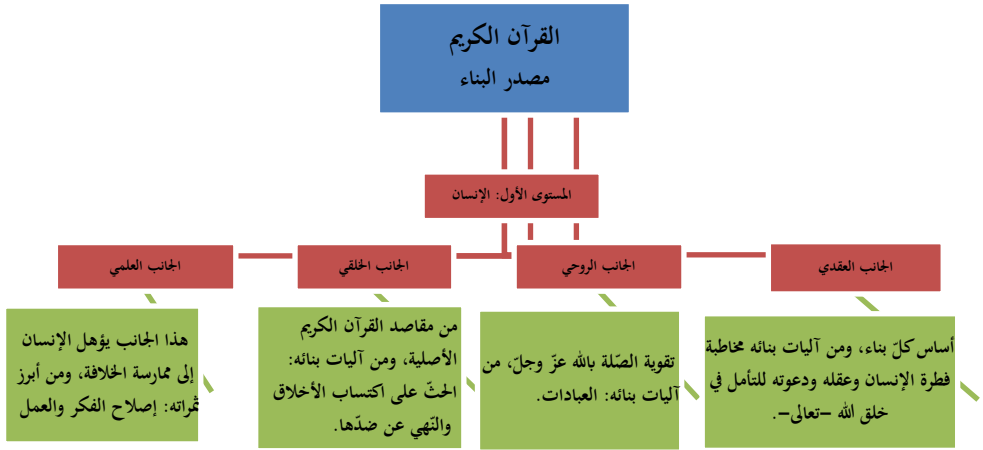 القرآن الكريم
مصدر البناء
المستوى الأول: الإنسان
الجانب العقدي
الجانب الروحي
الجانب الخلقي
الجانب العلمي
أساس كلّ بناء، ومن آليات بنائه مخاطبة
فطرة الإنسان وعقله ودعوته للتأمل في
خلق الله –تعالى–.
تقوية الصّلة بالله عزّ وجلّ، من
آليات بنائه: العبادات.
من مقاصد القرآن الكريم
الأصلية، ومن آليات بنائه:
الحثّ على اكتساب الأخلاق
والنّهي عن ضدّها.
هذا الجانب يؤهل الإنسان
إلى ممارسة الخلافة، ومن أبرز
ثمراته: إصلاح الفكر والعمل